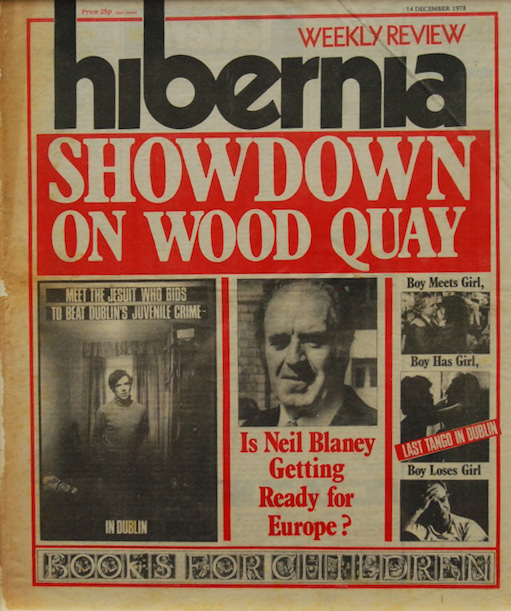 Price 25p
14 DECEMBER 1978
WEEKLY REVIEW
hibernia
SHOWDOWN
ON WOOD QUAY
MEET THE JESUIT WHO BIDS
TO BEAT DUBLIN'S JUVENILE CRIME-
IN DUBLIN
Is Neil Blaney
Getting
Ready for
Europe?
Boy Meets Girl,
Boy Has Girl,
LAST TANGO IN DUBLIN
Boy Loses Girl
BOOKS FOR CHILDREN